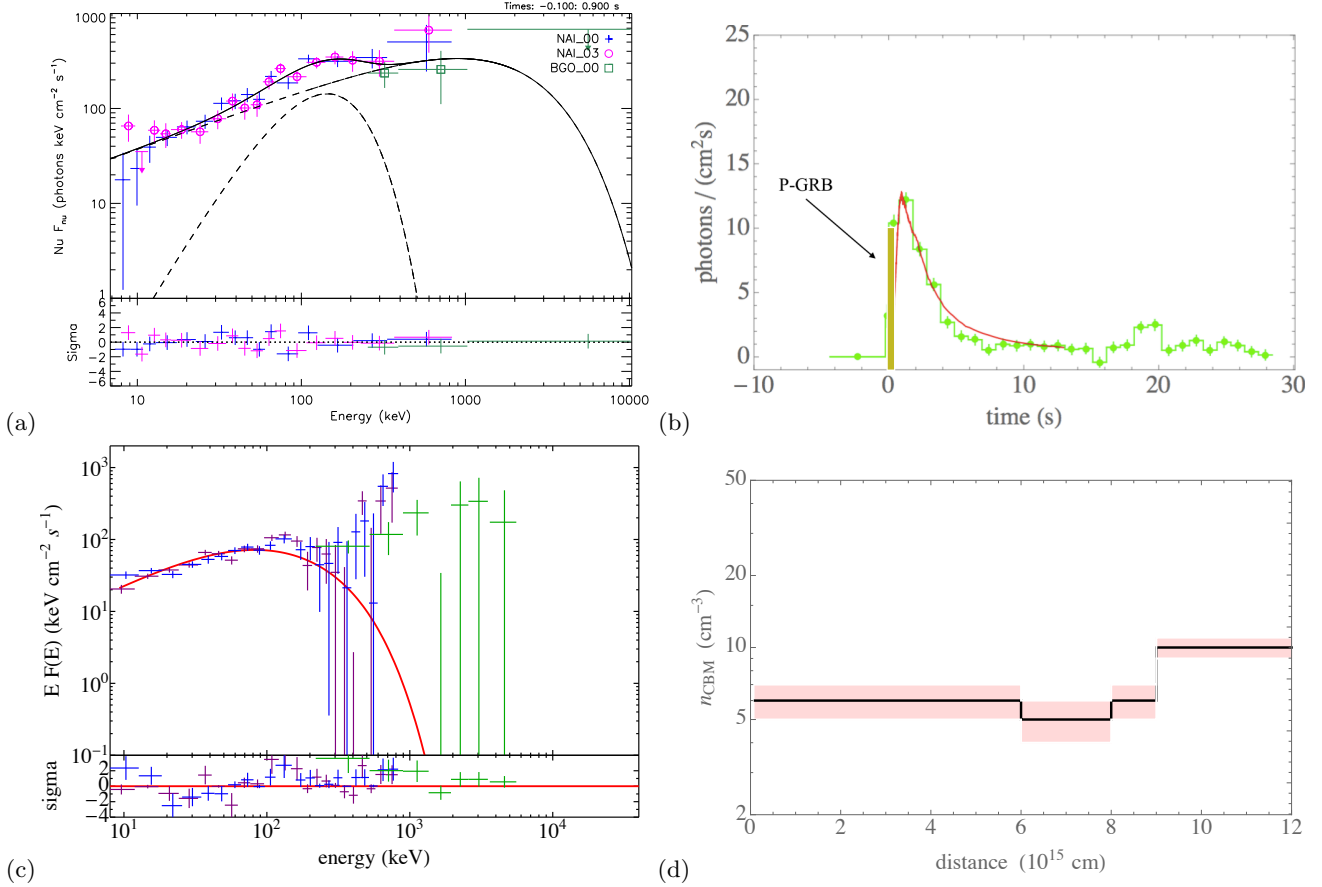 Times: -0.100: 0.900 s
1000
100
10
1
Nu Fnu (photons keV cm⁻² s⁻¹)
NAI_00
NAI_03
BGO_00
6
4
2
0
-2
-4
-6
Sigma
10 100 1000 10000
Energy (keV)
(a)
25
20
15
10
5
0
photons / (cm²s)
P-GRB
−10 0 10 20 30
time (s)
(b)
10³
10²
10¹
10⁰
10⁻¹
E F(E) (keV cm⁻² s⁻¹)
2
0
−2
−4
sigma
10¹ 10² 10³ 10⁴
energy (keV)
(c)
50
20
10
5
2
nCBM (cm⁻³)
0 2 4 6 8 10 12
distance (10¹⁵ cm)
(d)